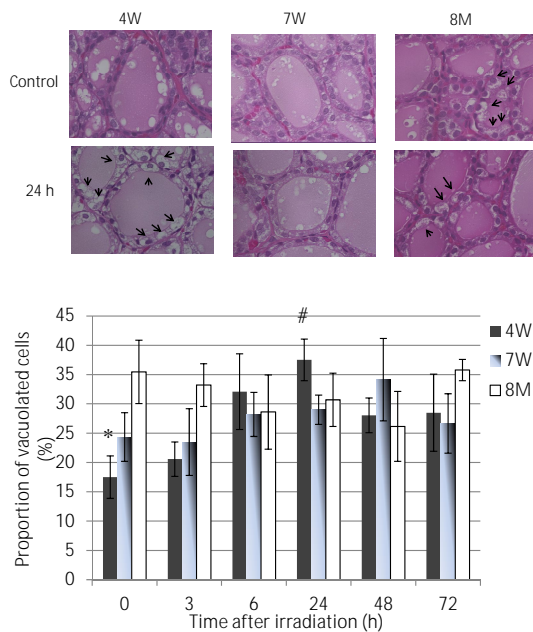 4W 7W 8M
Control
24 h
Proportion of vacuolated cells
(%)
45
40
35
30
25
20
15
10
5
0
*
#
4W
7W
8M
0 3 6 24 48 72
Time after irradiation (h)